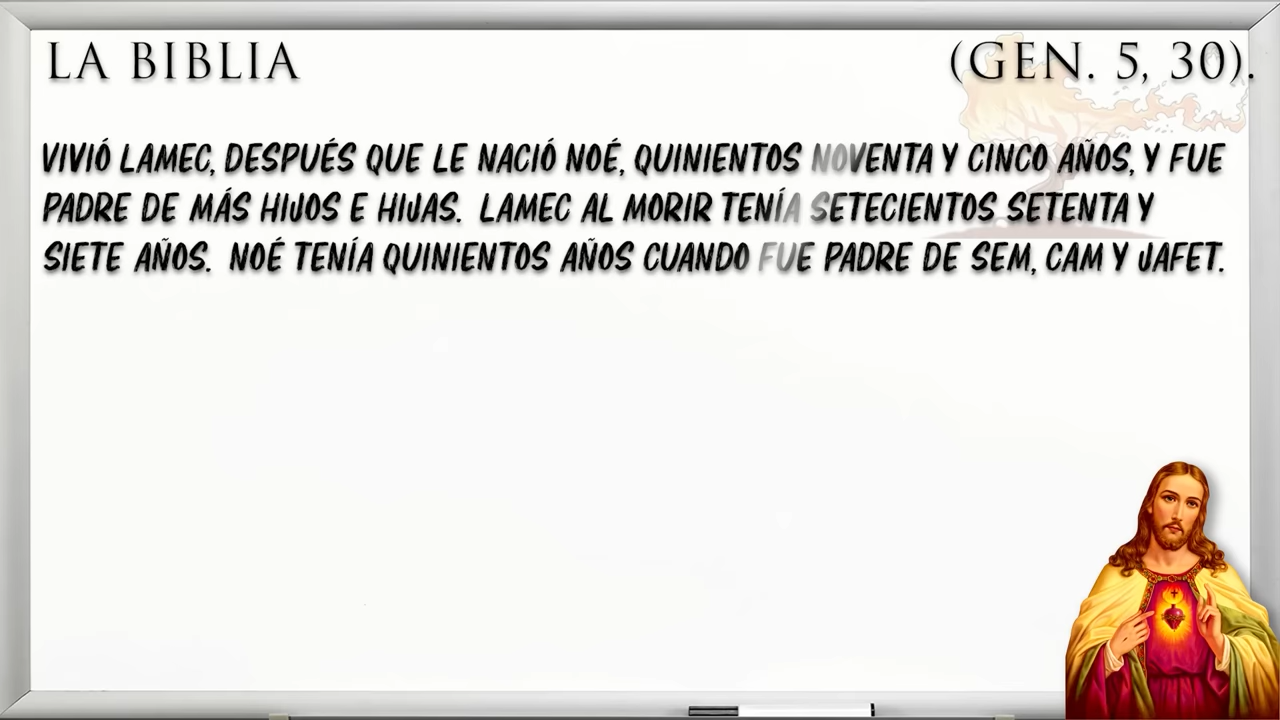 LA BIBLIA (GEN. 5, 30).
VIVIÓ LAMEC, DESPUÉS QUE LE NACIÓ NOÉ, QUINIENTOS NOVENTA Y CINCO AÑOS, Y FUE
PADRE DE MÁS HIJOS E HIJAS. LAMEC AL MORIR TENÍA SETECIENTOS SETENTA Y
SIETE AÑOS. NOÉ TENÍA QUINIENTOS AÑOS CUANDO FUE PADRE DE SEM, CAM Y JAFET.